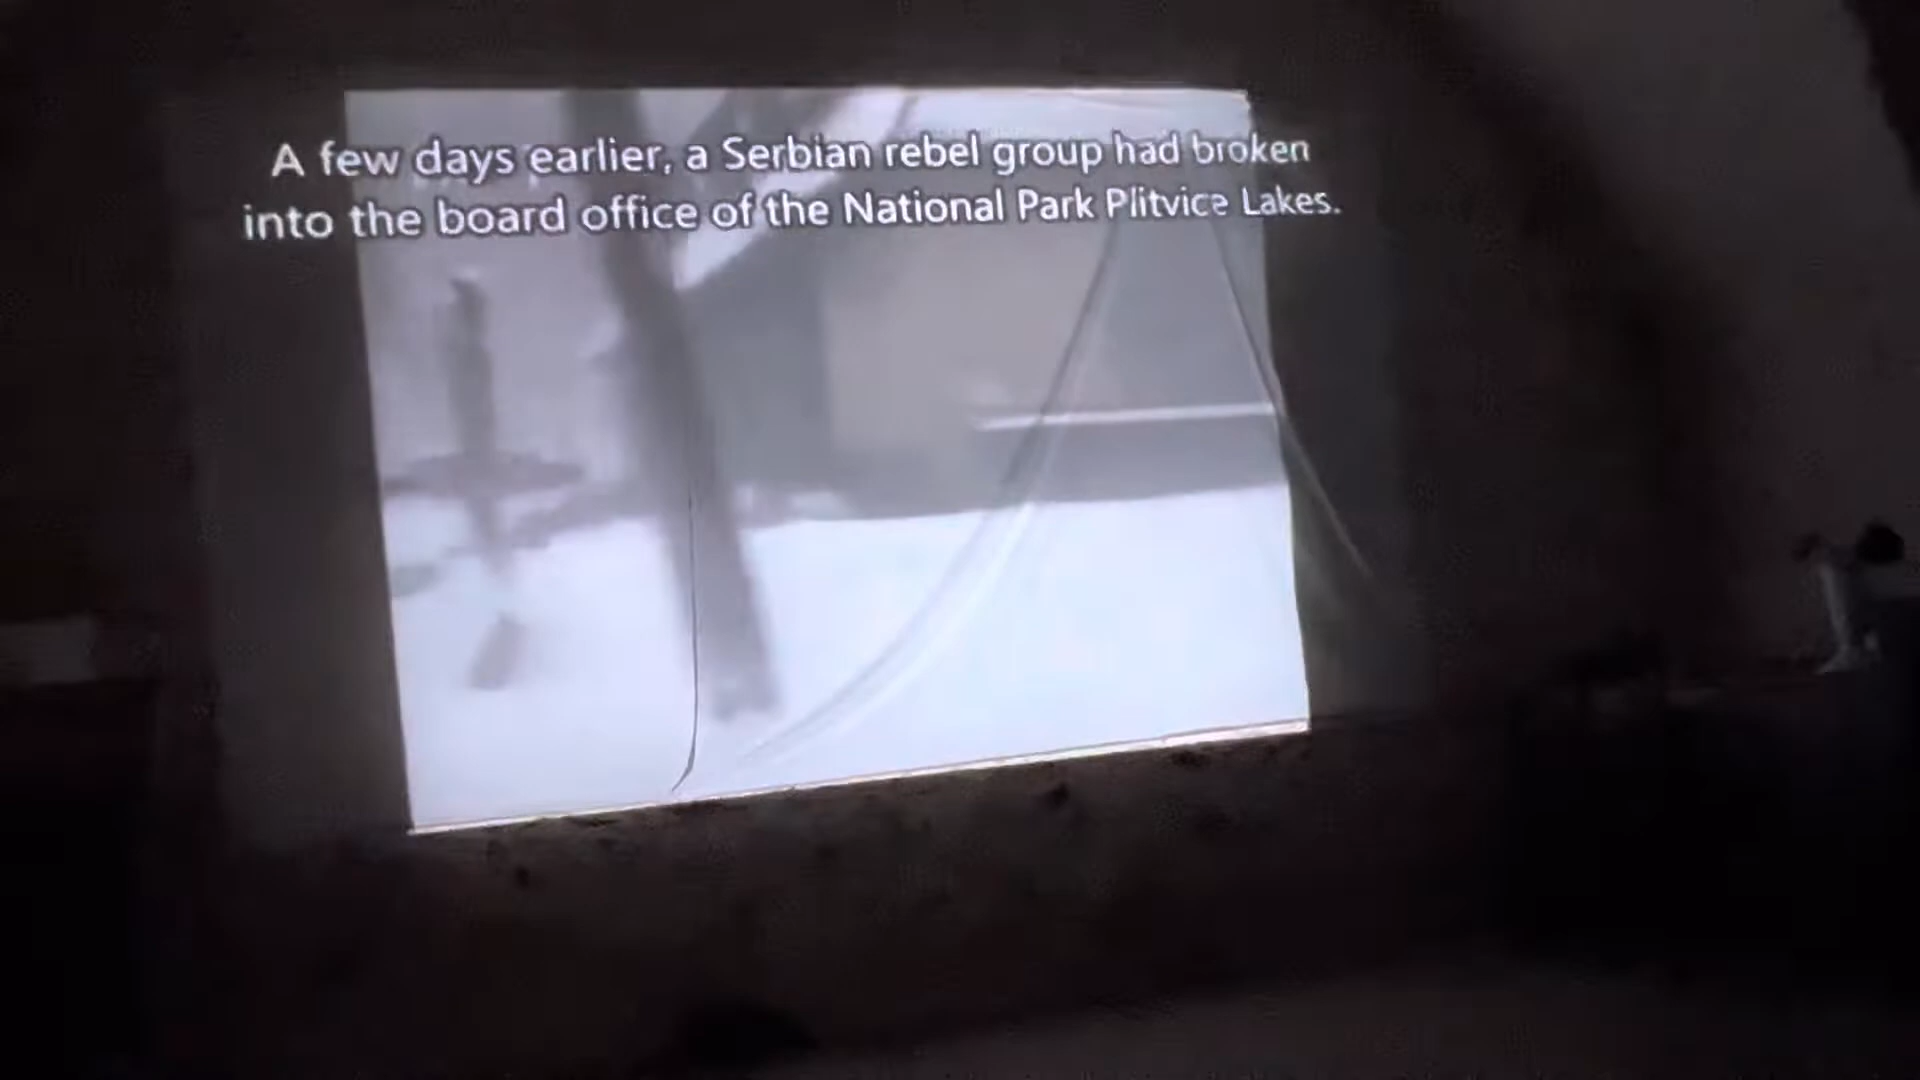 A few days earlier, a Serbian rebel group had broken
into the board office of the National Park Plitvice Lakes.